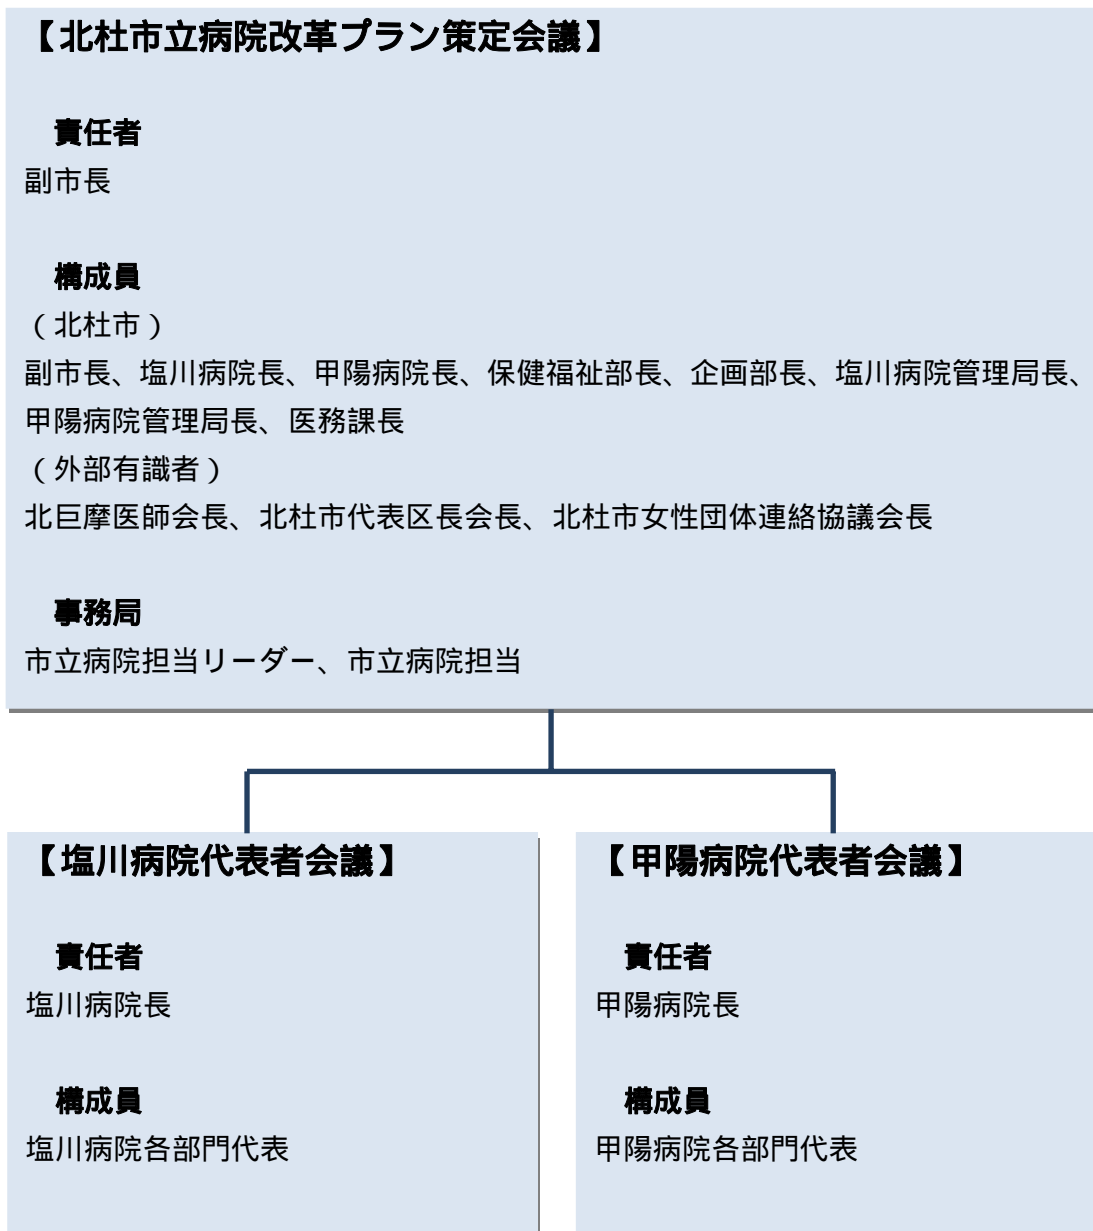 【北杜市立病院改革プラン策定会議】
責任者
副市長
構成員
（北杜市）
副市長、塩川病院長、甲陽病院長、保健福祉部長、企画部長、塩川病院管理局長、
甲陽病院管理局長、医務課長
（外部有識者）
北巨摩医師会長、北杜市代表区長会長、北杜市女性団体連絡協議会長
事務局
市立病院担当リーダー、市立病院担当
【塩川病院代表者会議】
責任者
塩川病院長
構成員
塩川病院各部門代表
【甲陽病院代表者会議】
責任者
甲陽病院長
構成員
甲陽病院各部門代表